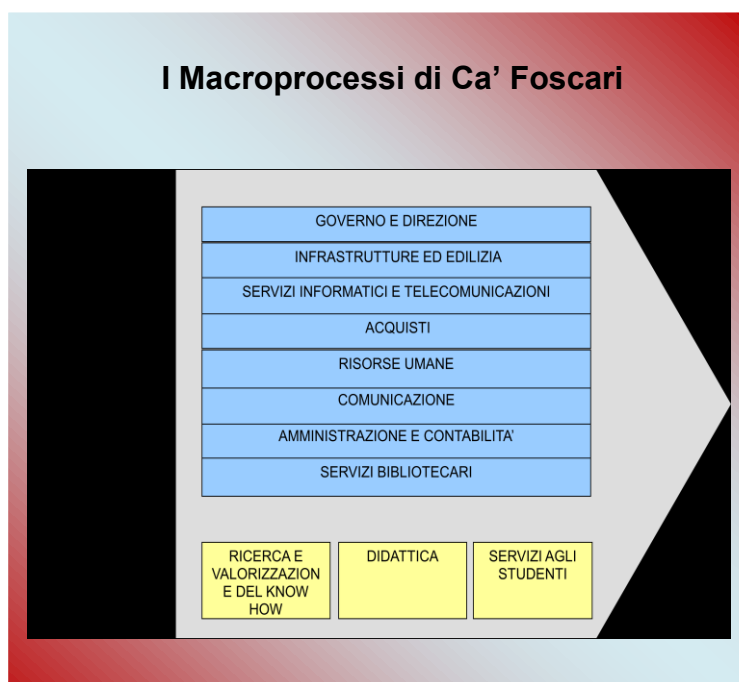 I Macroprocessi di Ca' Foscari
GOVERNO E DIREZIONE
INFRASTRUTTURE ED EDILIZIA
SERVIZI INFORMATICI E TELECOMUNICAZIONI
ACQUISTI
RISORSE UMANE
COMUNICAZIONE
AMMINISTRAZIONE E CONTABILITA'
SERVIZI BIBLIOTECARI
RICERCA E
VALORIZZAZION
E DEL KNOW
HOW
DIDATTICA
SERVIZI AGLI
STUDENTI